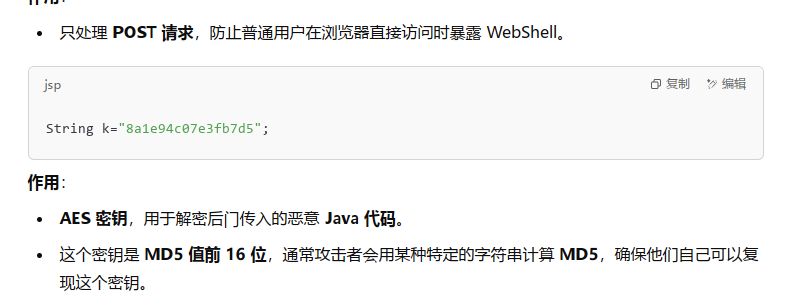 作用：
只处理 POST 请求，防止普通用户在浏览器直接访问时暴露 WebShell。
jsp 复制 编辑
String k="8a1e94c07e3fb7d5";
作用：
AES 密钥，用于解密后门传入的恶意 Java 代码。
这个密钥是 MD5 值前 16 位，通常攻击者会用某种特定的字符串计算 MD5，确保他们自己可以复
现这个密钥。